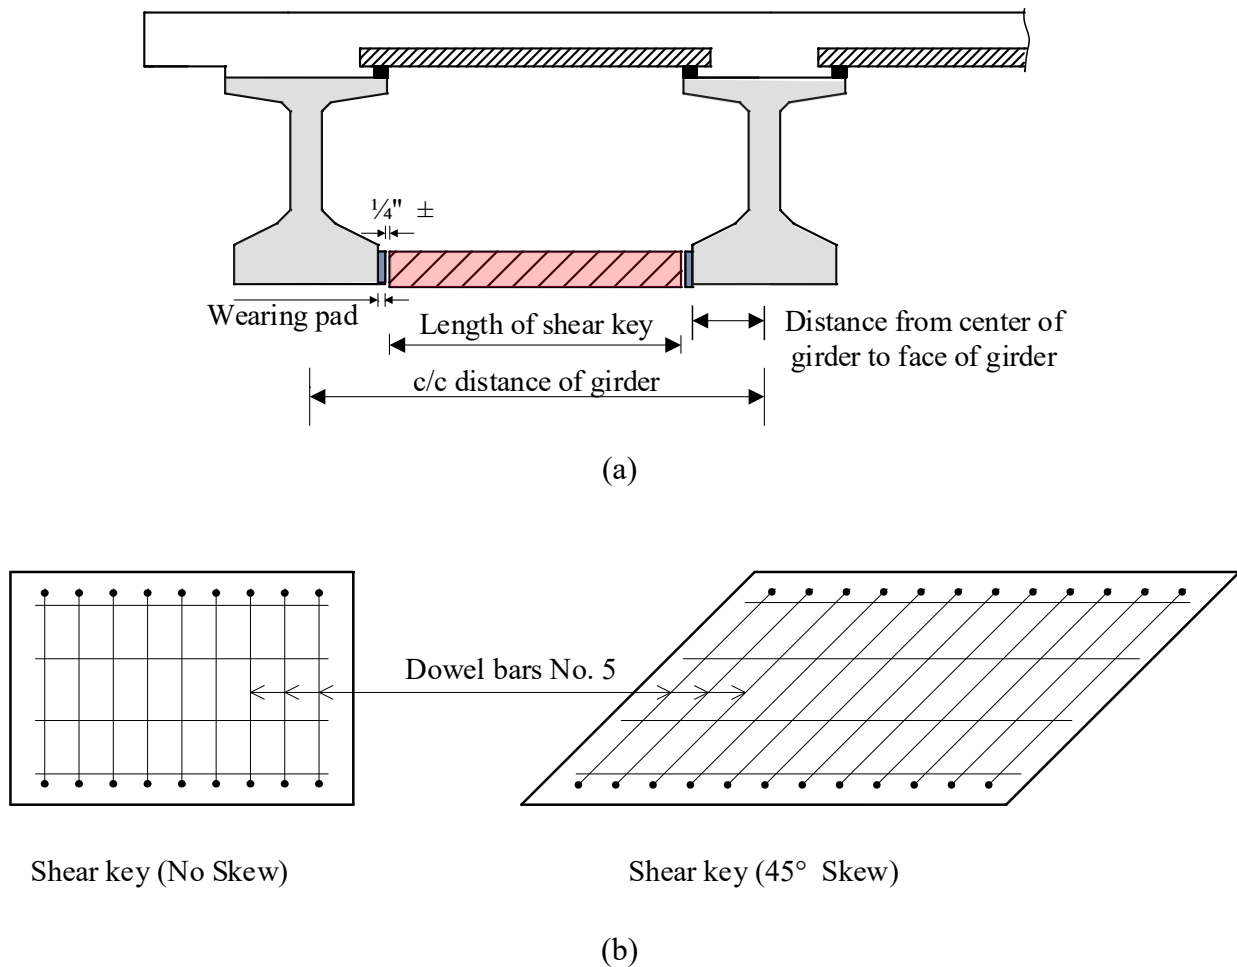 ¼" ±
Wearing pad
Length of shear key
Distance from center of
girder to face of girder
c/c distance of girder
(a)
Dowel bars No. 5
Shear key (No Skew)
Shear key (45° Skew)
(b)